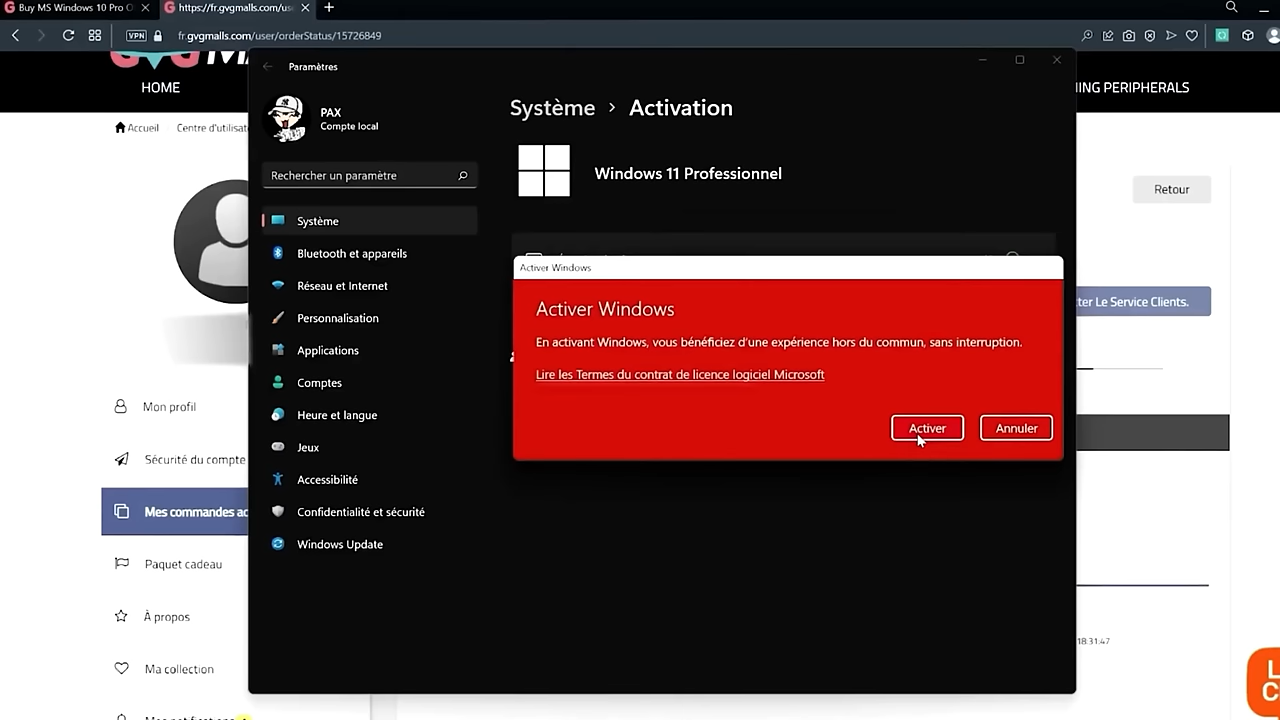 Buy MS Windows 10 Pro O
https://fr.gvgmalls.com/use
VPN
fr.gvgmalls.com/user/orderStatus/15726849
HOME
ING PERIPHERALS
Accueil
Centre d'utilisat
Retour
ter Le Service Clients.
Mon profil
Sécurité du compte
Mes commandes ac
Paquet cadeau
À propos
Ma collection
18:31:47
L
C
Paramètres
PAX
Compte local
Rechercher un paramètre
Système
Bluetooth et appareils
Réseau et Internet
Personnalisation
Applications
Comptes
Heure et langue
Jeux
Accessibilité
Confidentialité et sécurité
Windows Update
Système > Activation
Windows 11 Professionnel
Activer Windows
Activer Windows
En activant Windows, vous bénéficiez d'une expérience hors du commun, sans interruption.
Lire les Termes du contrat de licence logiciel Microsoft
Activer
Annuler